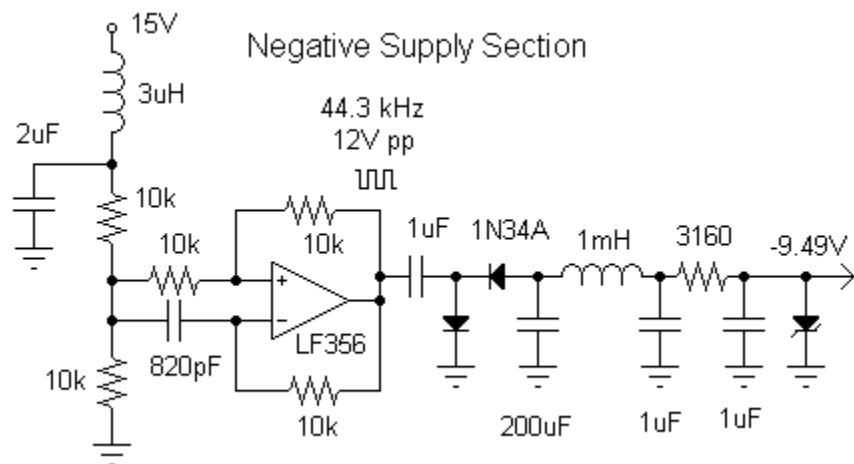 15V
Negative Supply Section
3uH
44.3 kHz
12V pp
2uF
10k
10k
10k
1uF
1N34A
1mH
3160
-9.49V
+
-
LF356
820pF
10k
10k
200uF
1uF
1uF